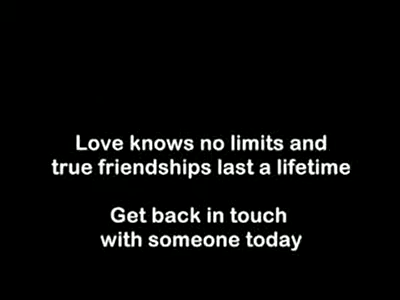 Love knows no limits and
true friendships last a lifetime
Get back in touch
with someone today